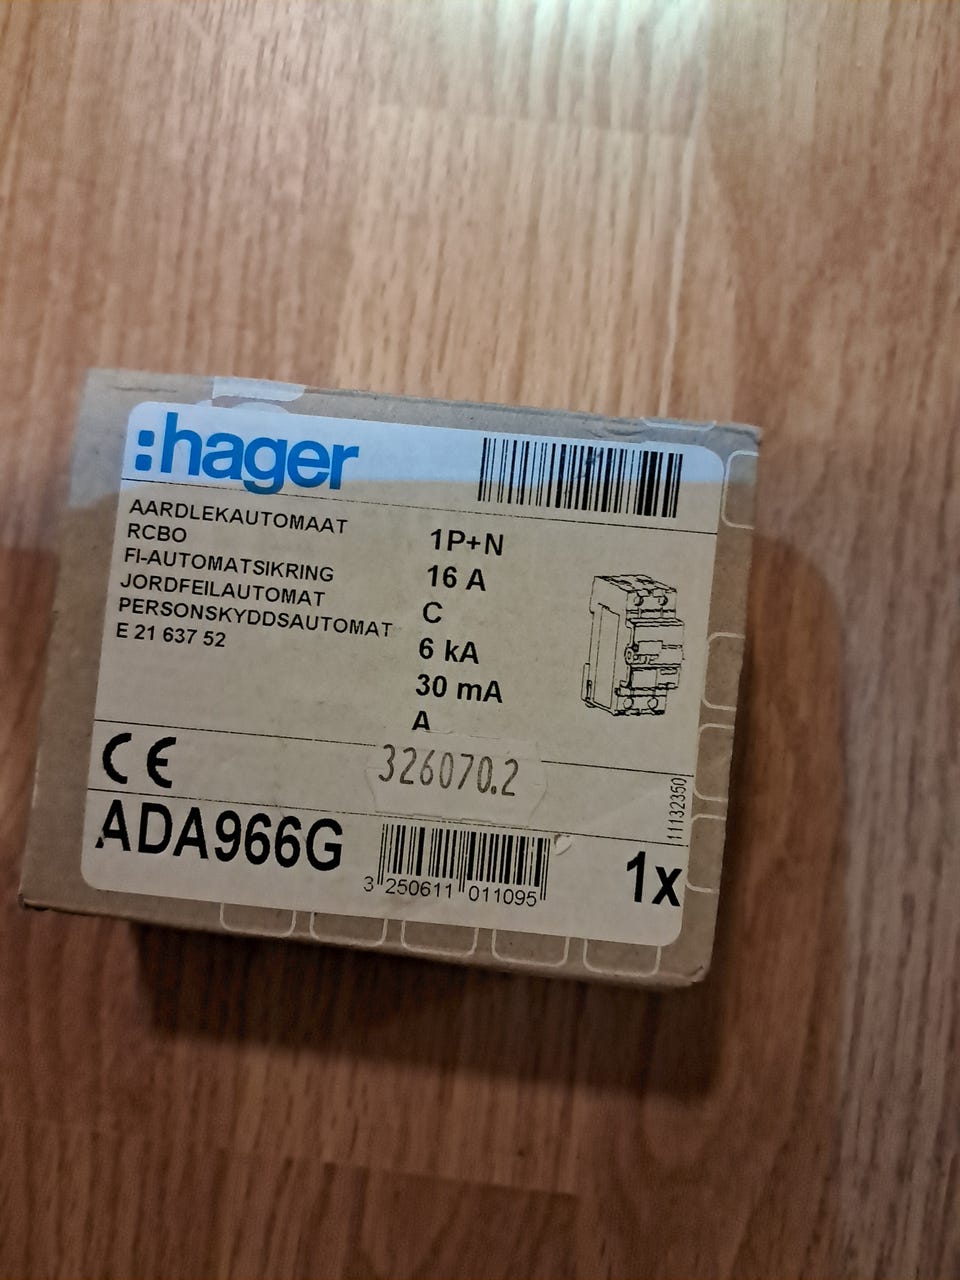 :hager
AARDLEKAUTOMAAT
RCBO
FI-AUTOMATSIKRING
JORDFEILAUTOMAT
PERSONSKYDDSAUTOMAT
E 21 637 52
1P+N
16 A
C
6 kA
30 mA
A
CE
326070.2
11132350
ADA966G
3 250611 011095
1x